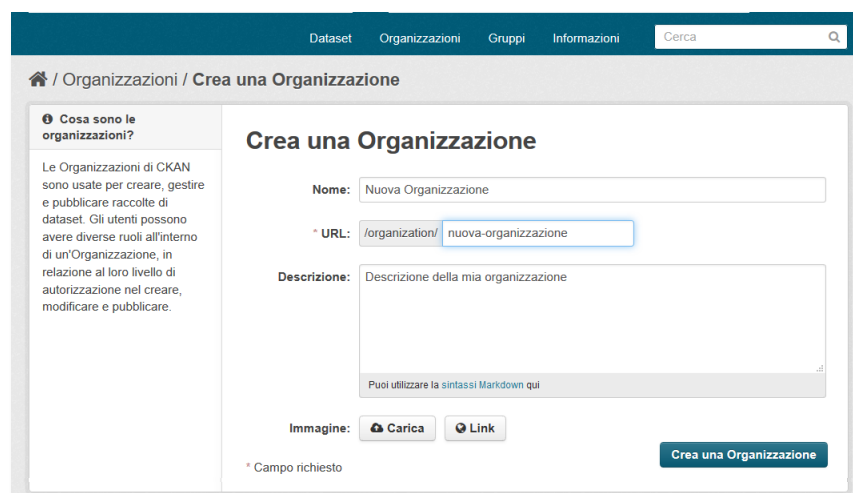 Dataset Organizzazioni Gruppi Informazioni Cerca
/ Organizzazioni / Crea una Organizzazione
Cosa sono le
organizzazioni?
Le Organizzazioni di CKAN
sono usate per creare, gestire
e pubblicare raccolte di
dataset. Gli utenti possono
avere diverse ruoli all'interno
di un'Organizzazione, in
relazione al loro livello di
autorizzazione nel creare,
modificare e pubblicare.
Crea una Organizzazione
Nome: Nuova Organizzazione
* URL: /organization/ nuova-organizzazione
Descrizione: Descrizione della mia organizzazione
Puoi utilizzare la sintassi Markdown qui
Immagine: Carica Link
* Campo richiesto
Crea una Organizzazione